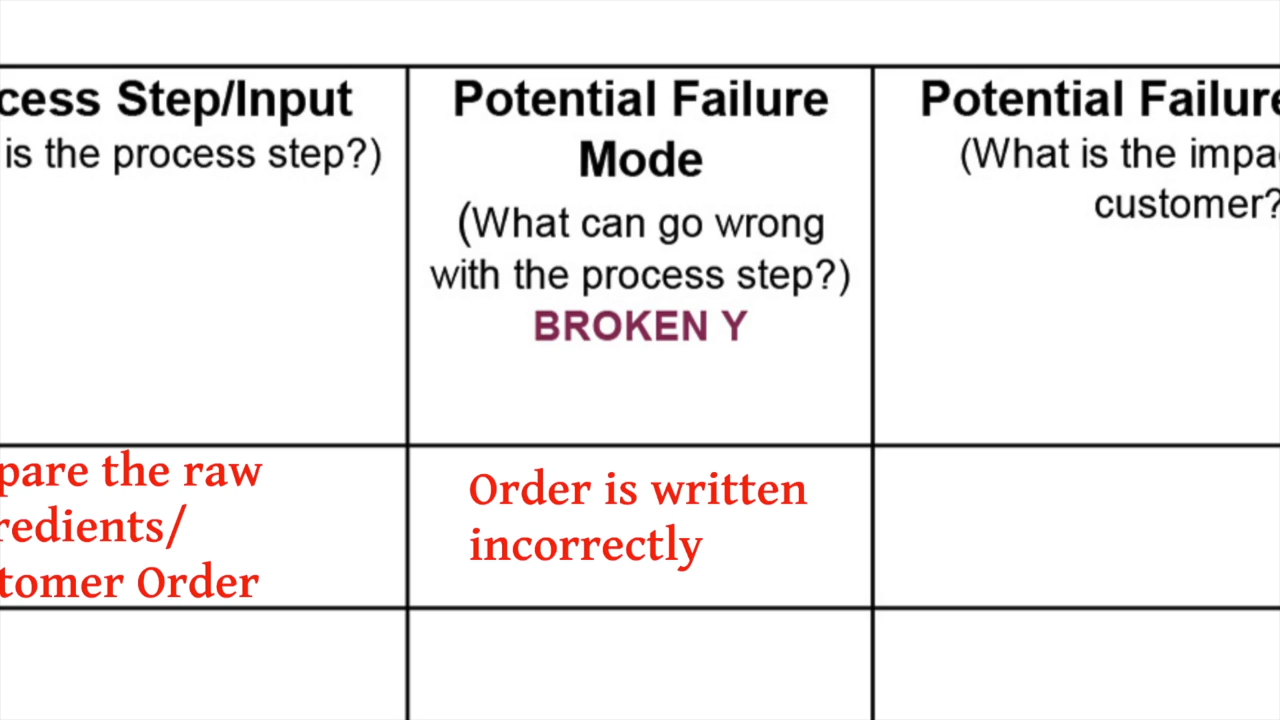 cess Step/Input
is the process step?)
Potential Failure
Mode
(What can go wrong
with the process step?)
BROKEN Y
Potential Failure
(What is the impa
customer?
pare the raw
redients/
tomer Order
Order is written
incorrectly